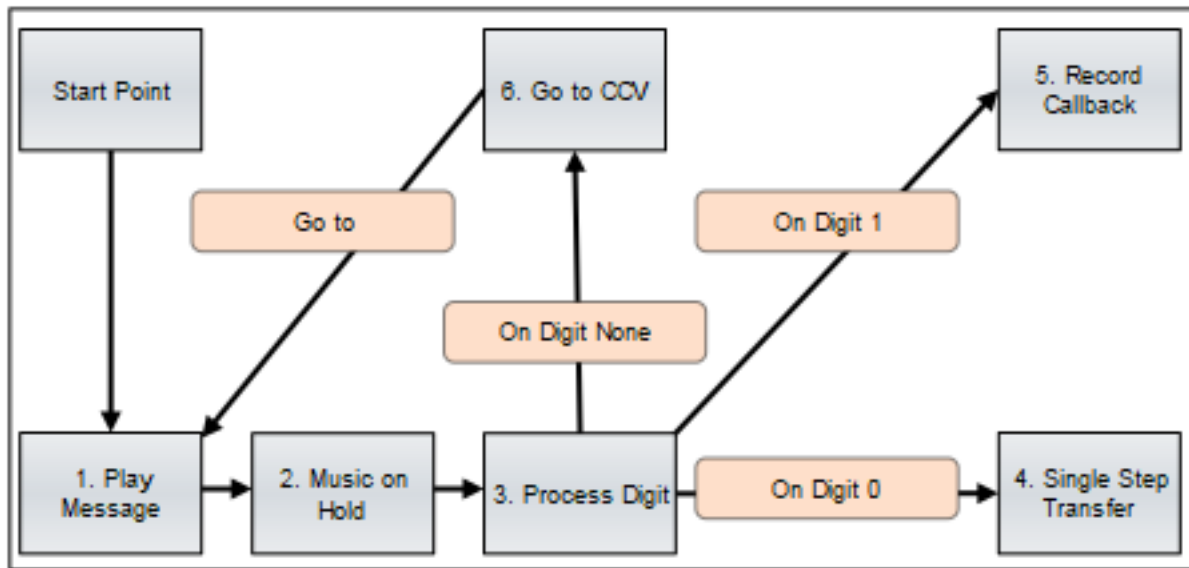 Start Point
6. Go to CCV
5. Record
Callback
Go to
On Digit 1
On Digit None
1. Play
Message
2. Music on
Hold
3. Process Digit
On Digit 0
4. Single Step
Transfer